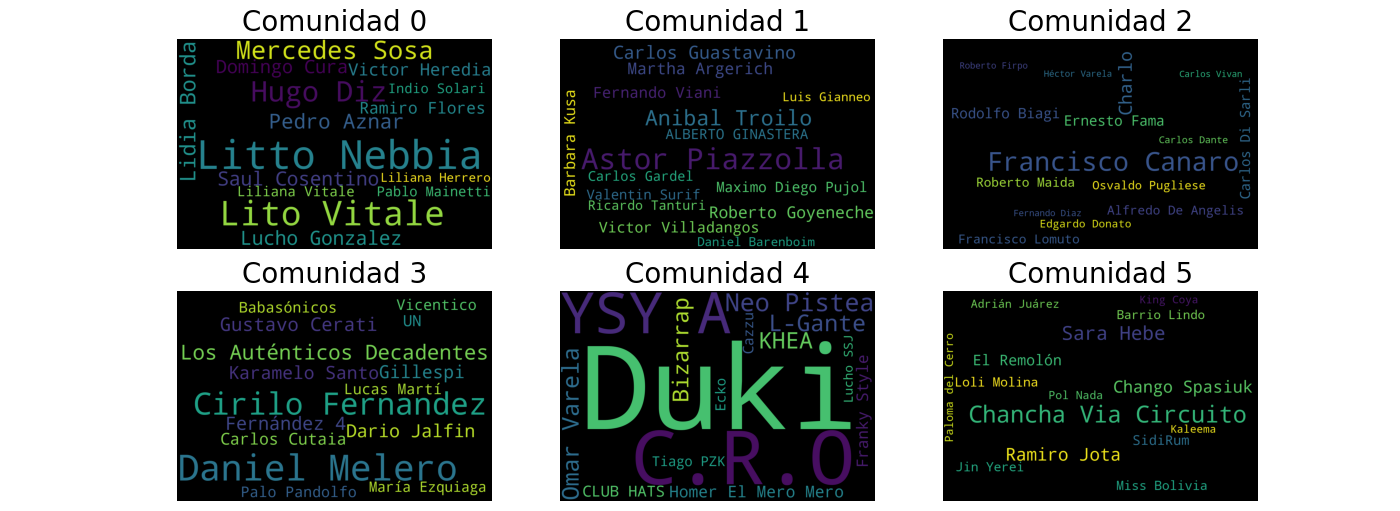 Comunidad 0
Mercedes Sosa
Domingo Cura
Victor Heredia
Hugo Diz
Indio Solari
Ramiro Flores
Lidia Borda
Pedro Aznar
Litto Nebbia
Saul Cosentino
Liliana Herrero
Liliana Vitale
Pablo Mainetti
Lito Vitale
Lucho Gonzalez
Comunidad 1
Carlos Guastavino
Martha Argerich
Fernando Viani
Luis Gianneo
Barbara Kusa
Anibal Troilo
ALBERTO GINASTERA
Astor Piazzolla
Carlos Gardel
Maximo Diego Pujol
Valentin Surif
Ricardo Tanturi
Roberto Goyeneche
Victor Villadangos
Daniel Barenboim
Comunidad 2
Roberto Firpo
Héctor Varela
Charlo
Carlos Vivan
Rodolfo Biagi
Ernesto Fama
Carlos Di Sarli
Carlos Dante
Francisco Canaro
Roberto Maida
Osvaldo Pugliese
Fernando Diaz
Alfredo De Angelis
Edgardo Donato
Francisco Lomuto
Comunidad 3
Babasónicos
Vicentico
Gustavo Cerati
UN
Los Auténticos Decadentes
Karamelo Santo
Gillespi
Lucas Martí
Cirilo Fernandez
Fernández 4
Dario Jalfin
Carlos Cutaia
Daniel Melero
Palo Pandolfo
María Ezquiaga
Comunidad 4
YSY A
Neo Pistea
Bizarrap
Cazzu
L-Gante
KHEA
Lucho SSJ
Duki
Ecko
Omar Varela
Franky Style
C.R.O
Tiago PZK
CLUB HATS
Homer El Mero Mero
Comunidad 5
Adrián Juárez
King Coya
Barrio Lindo
Sara Hebe
Paloma del Cerro
El Remolón
Loli Molina
Pol Nada
Chango Spasiuk
Chancha Via Circuito
Kaleema
SidiRum
Ramiro Jota
Jin Yerei
Miss Bolivia